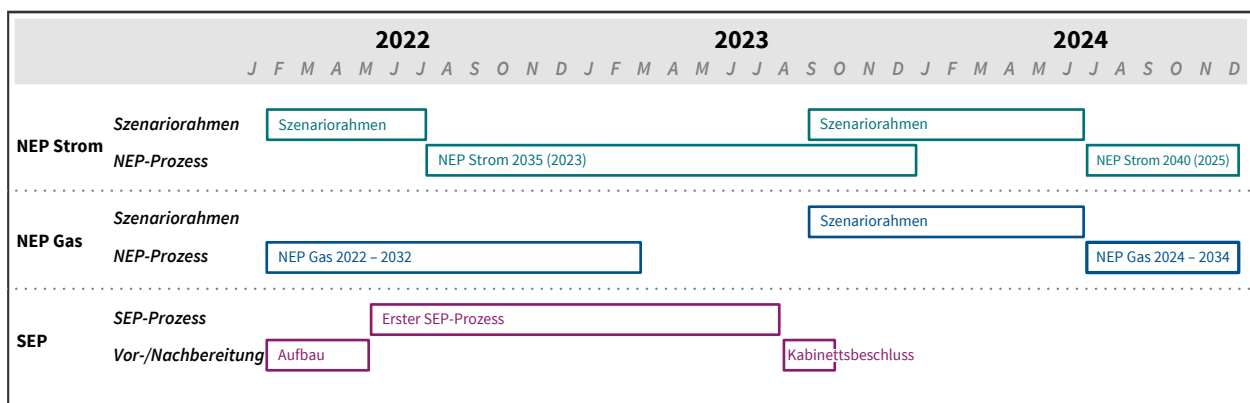 2022 2023 2024
J F M A M J J A S O N D J F M A M J J A S O N D J F M A M J J A S O N D
NEP Strom
Szenariorahmen Szenariorahmen Szenariorahmen
NEP-Prozess NEP Strom 2035 (2023) NEP Strom 2040 (2025)
NEP Gas
Szenariorahmen Szenariorahmen
NEP-Prozess NEP Gas 2022 – 2032 NEP Gas 2024 – 2034
SEP
SEP-Prozess Erster SEP-Prozess
Vor-/Nachbereitung Aufbau Kabinettsbeschluss